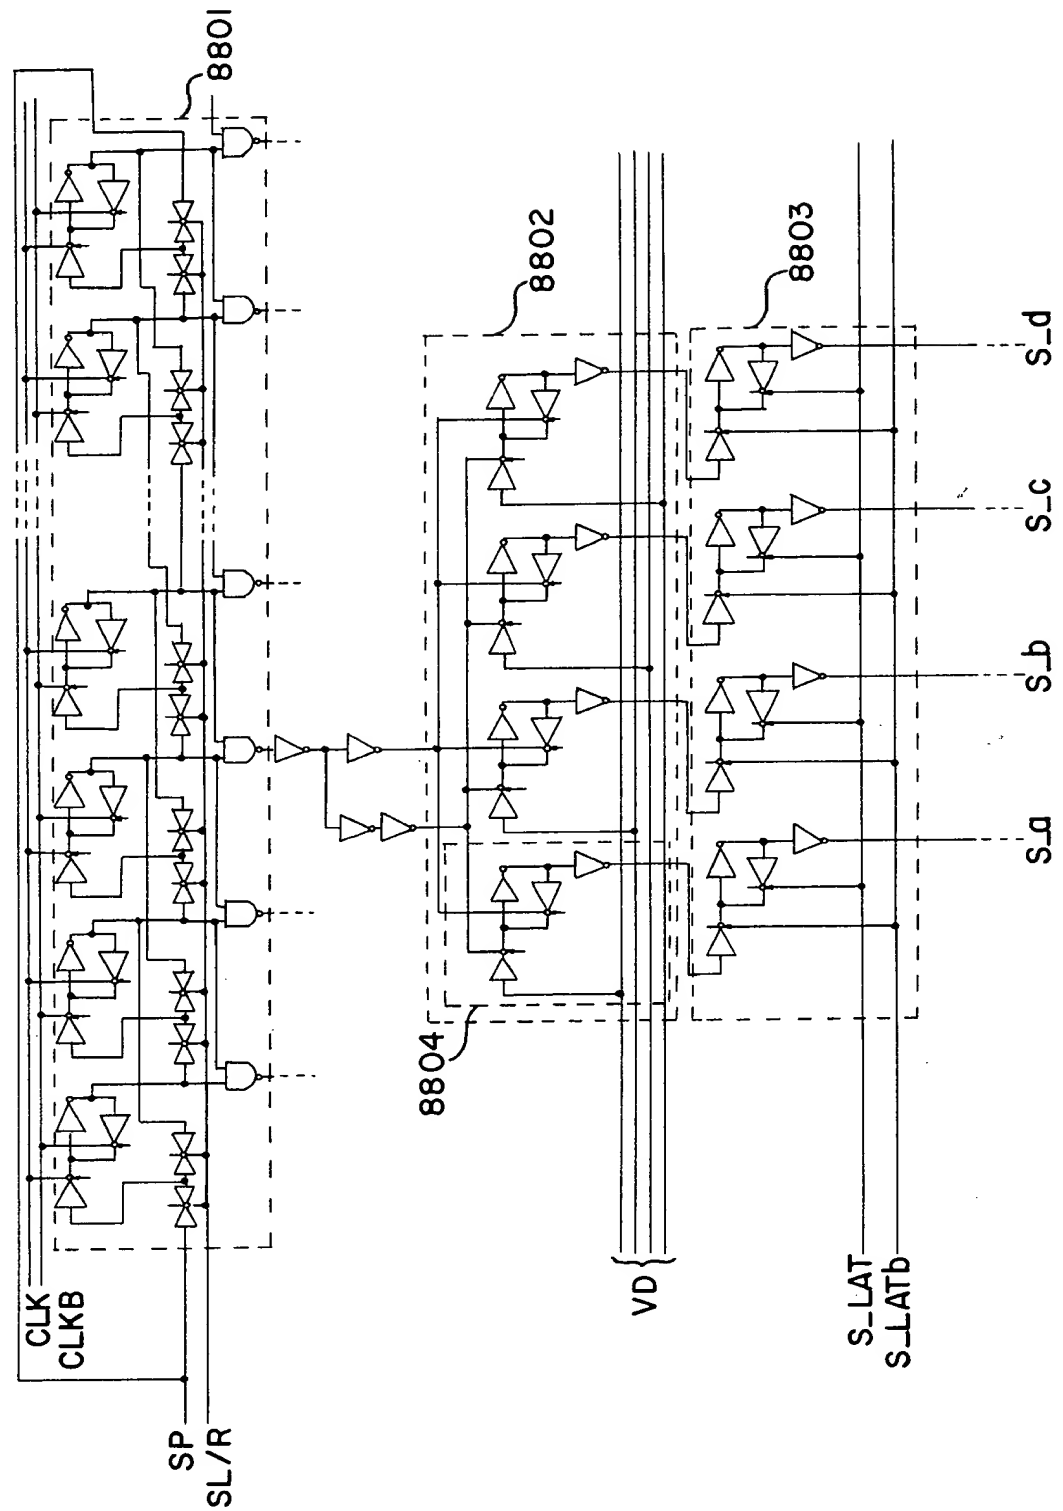 8801
CLK
CLKB
SP
SL/R
8802
8804
VD
8803
S_LAT
S_LATb
S_a
S_b
S_c
S_d